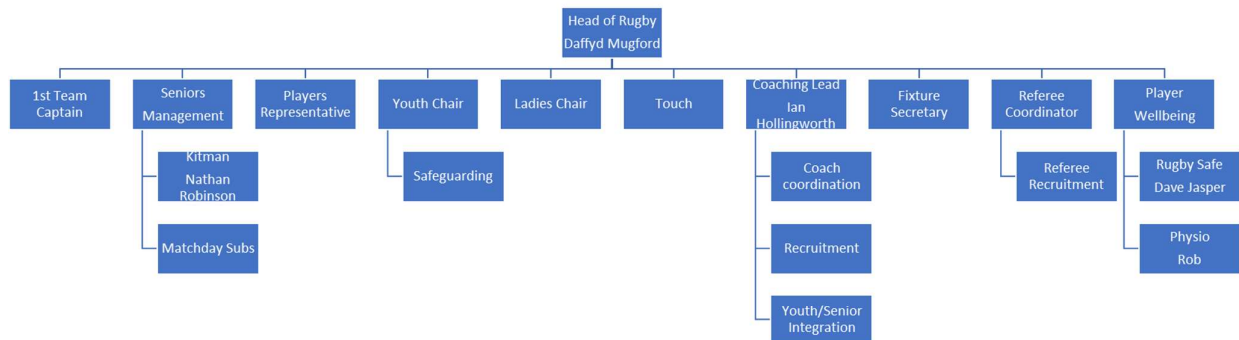 Head of Rugby
Daffyd Mugford
1st Team
Captain
Seniors
Management
Players
Representative
Youth Chair
Ladies Chair
Touch
Coaching Lead
Ian
Hollingworth
Fixture
Secretary
Referee
Coordinator
Player
Wellbeing
Kitman
Nathan
Robinson
Matchday Subs
Safeguarding
Coach
coordination
Recruitment
Youth/Senior
Integration
Referee
Recruitment
Rugby Safe
Dave Jasper
Physio
Rob